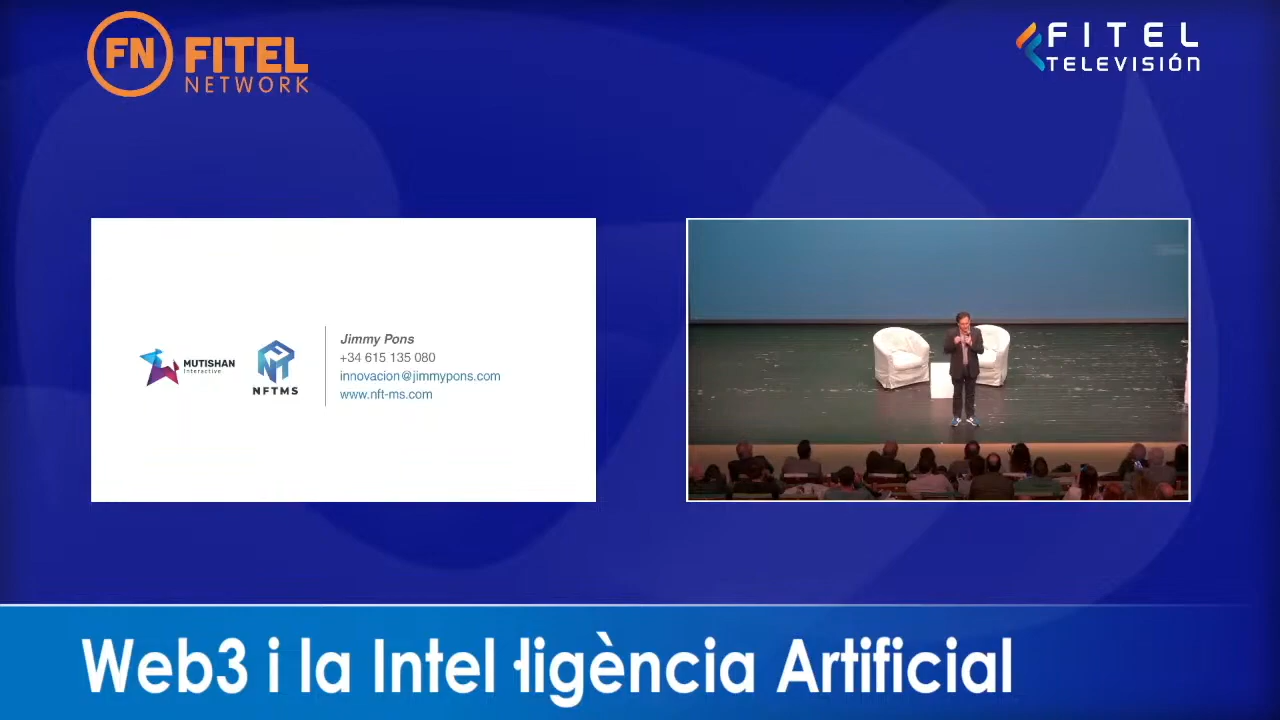 FN FITEL
NETWORK
FITEL
TELEVISIÓN
MUTISHAN
Interactive
NFTMS
Jimmy Pons
+34 615 135 080
innovacion@jimmypons.com
www.nft-ms.com
Web3 i la Intel·ligència Artificial